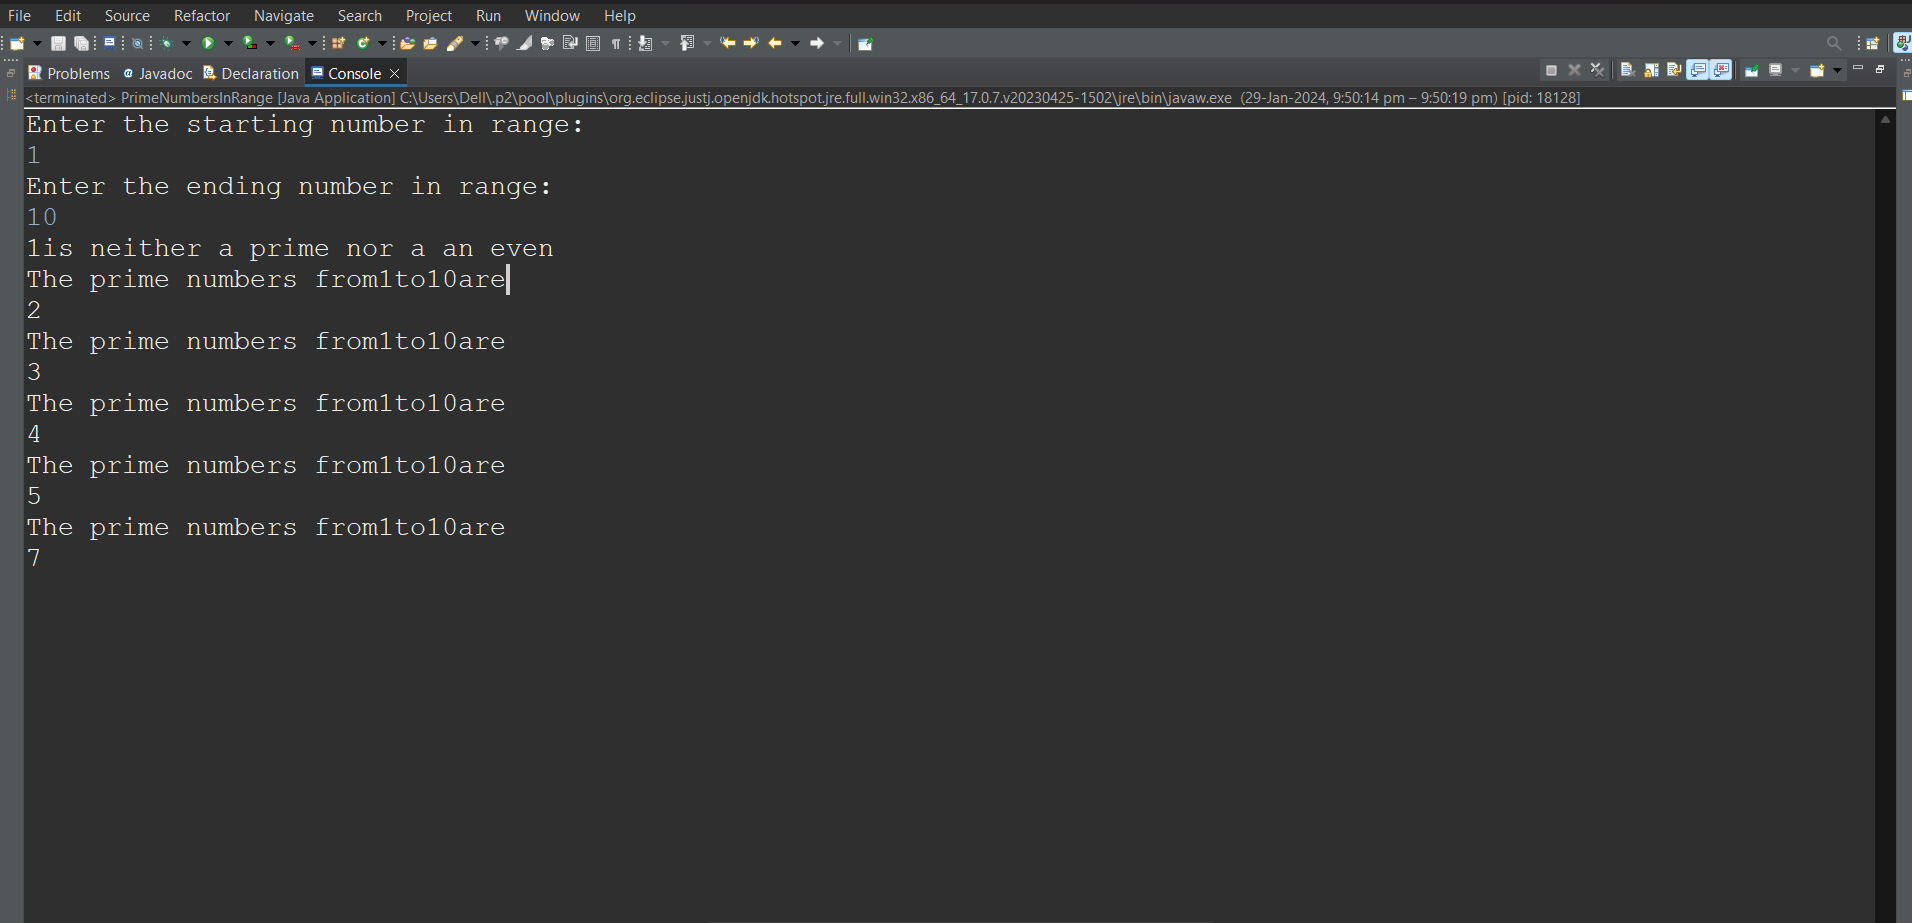 File Edit Source Refactor Navigate Search Project Run Window Help
Problems @ Javadoc Declaration Console
<terminated> PrimeNumbersInRange [Java Application] C:\Users\Dell\.p2\pool\plugins\org.eclipse.justj.openjdk.hotspot.jre.full.win32.x86_64_17.0.7.v20230425-1502\jre\bin\javaw.exe (29-Jan-2024, 9:50:14 pm – 9:50:19 pm) [pid: 18128]
Enter the starting number in range:
1
Enter the ending number in range:
10
1is neither a prime nor a an even
The prime numbers from1to10are
2
The prime numbers from1to10are
3
The prime numbers from1to10are
4
The prime numbers from1to10are
5
The prime numbers from1to10are
7